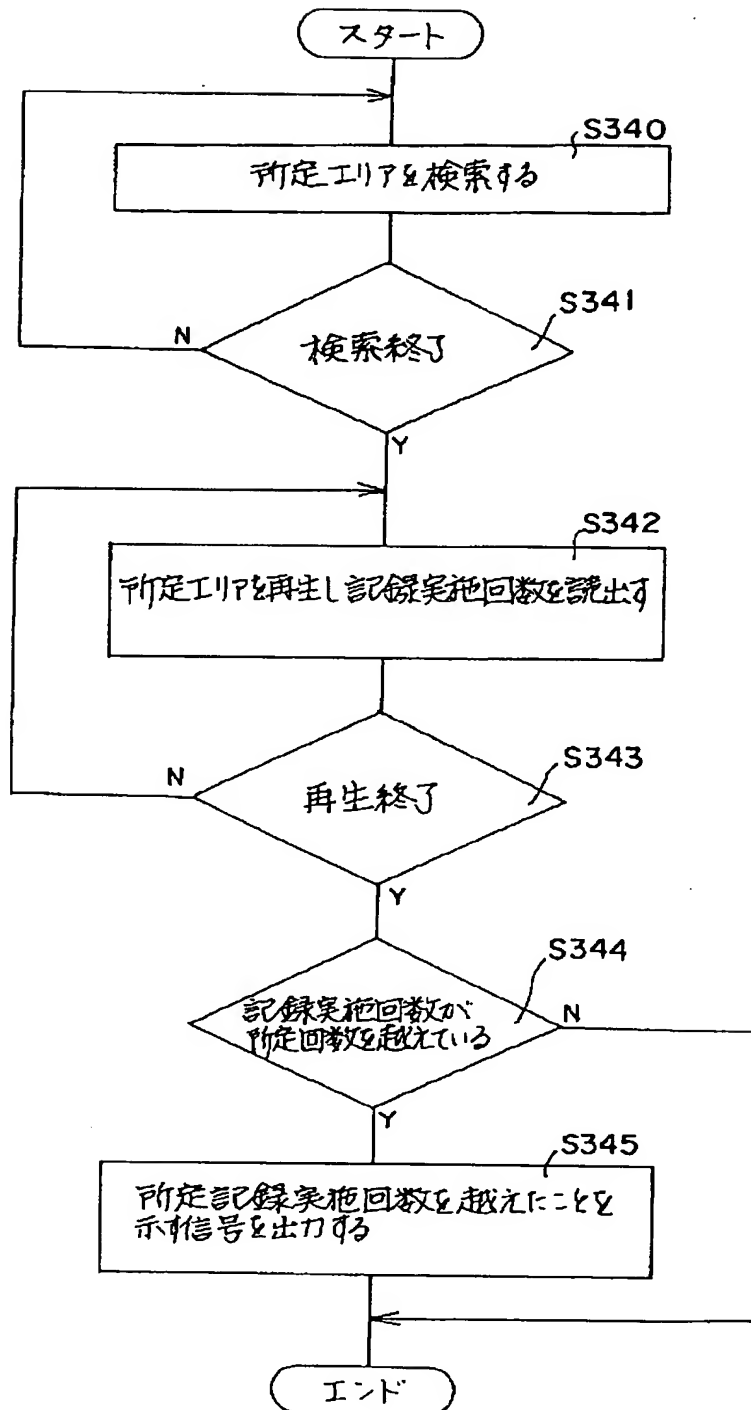 スタート
S340
所定エリアを検索する
S341
検索終了
N
Y
S342
所定エリアを再生し記録実施回数を読出す
S343
再生終了
N
Y
S344
記録実施回数が
所定回数を越えている
N
Y
S345
所定記録実施回数を越えたことを
示す信号を出力する
エンド